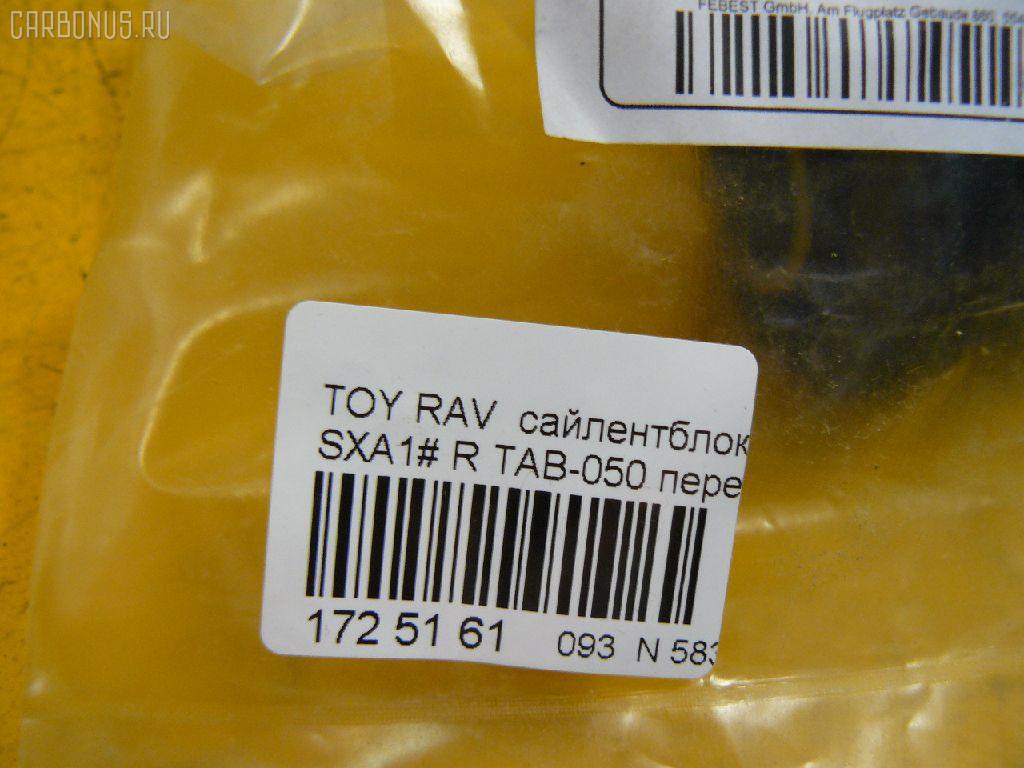 CARBONUS.RU
FEBEST GmbH, Am Flugplatz Gebaude
TOY RAV сайлентблок
SXA1# R TAB-050 пере
172 51 61 093 N 583